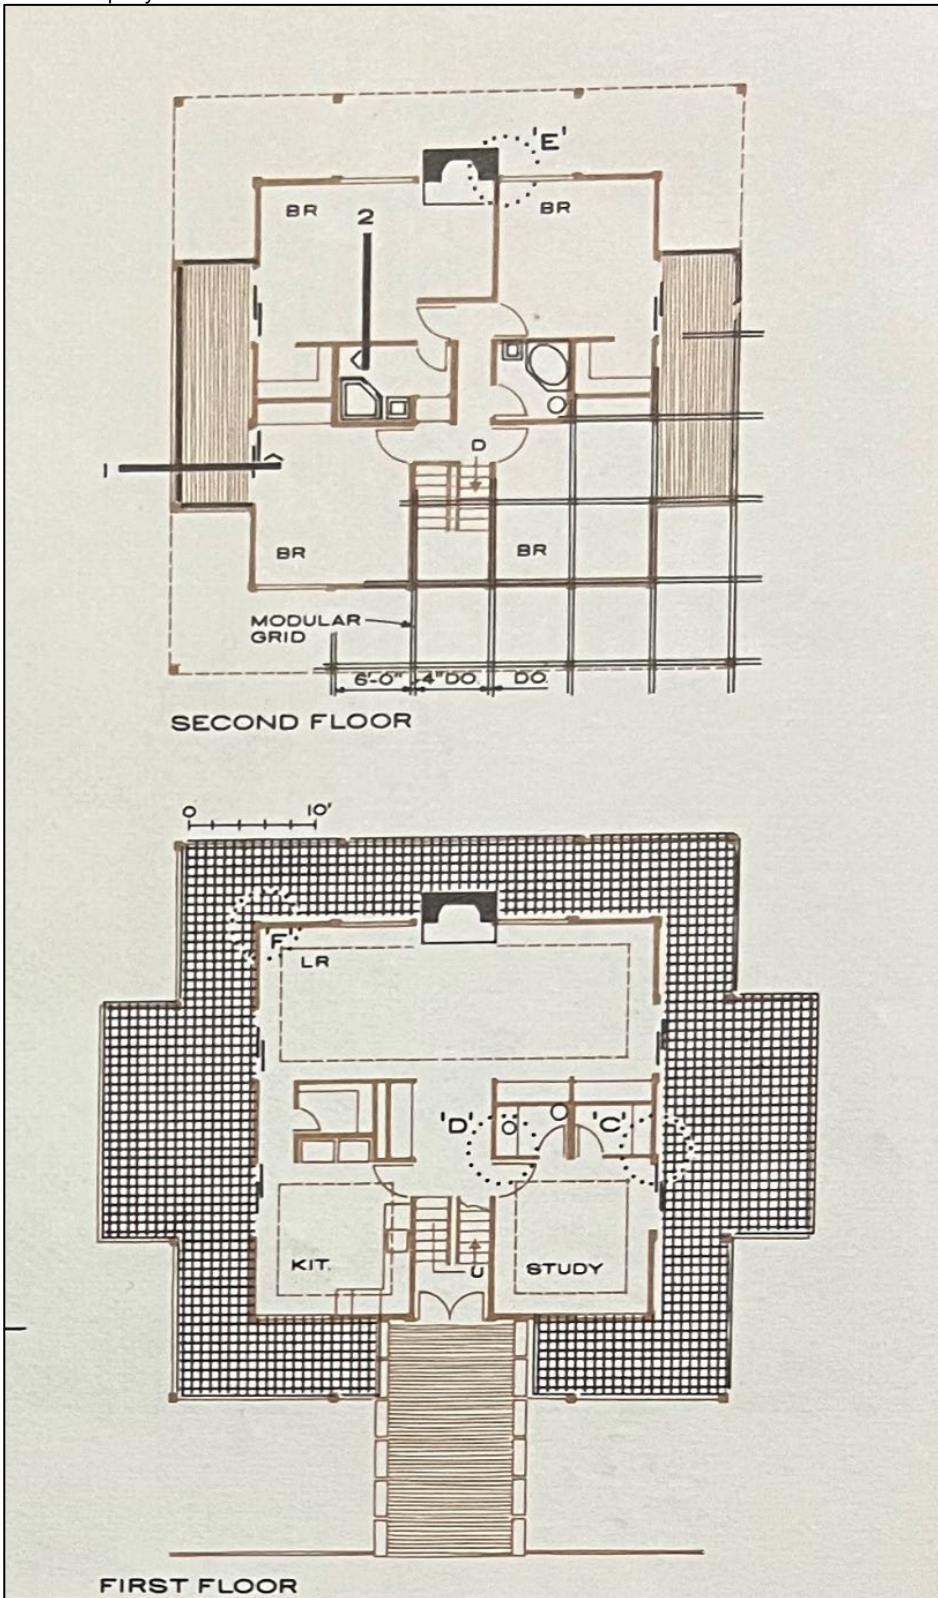 'E'
BR
BR
2
1
D
BR
BR
MODULAR
GRID
6'-0" 4" DO. DO.
SECOND FLOOR
0 10'
'F'
LR
'D' 'C'
KIT.
U
STUDY
FIRST FLOOR